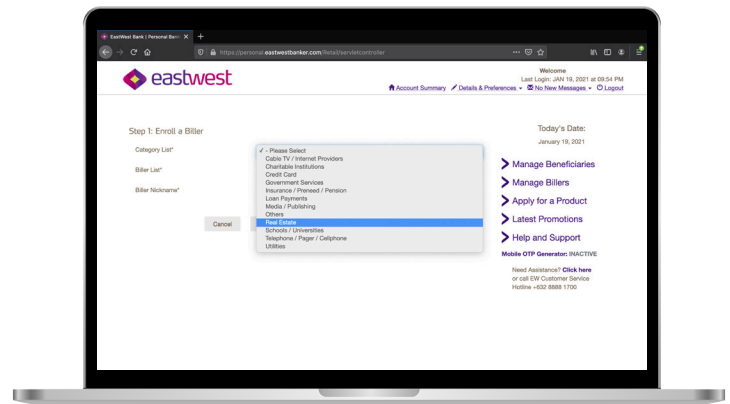 EastWest Bank | Personal Banki
https://personal.eastwestbanker.com/Retail/servletcontroller
eastwest
Welcome
Last Login: JAN 19, 2021 at 09:54 PM
Account Summary Details & Preferences No New Messages Logout
Step 1: Enroll a Biller
Category List*
Biller List*
Biller Nickname*
Cancel
✓ - Please Select
Cable TV / Internet Providers
Charitable Institutions
Credit Card
Government Services
Insurance / Preneed / Pension
Loan Payments
Media / Publishing
Others
Real Estate
Schools / Universities
Telephone / Pager / Cellphone
Utilities
Today's Date:
January 19, 2021
Manage Beneficiaries
Manage Billers
Apply for a Product
Latest Promotions
Help and Support
Mobile OTP Generator: INACTIVE
Need Assistance? Click here
or call EW Customer Service
Hotline +632 8888 1700